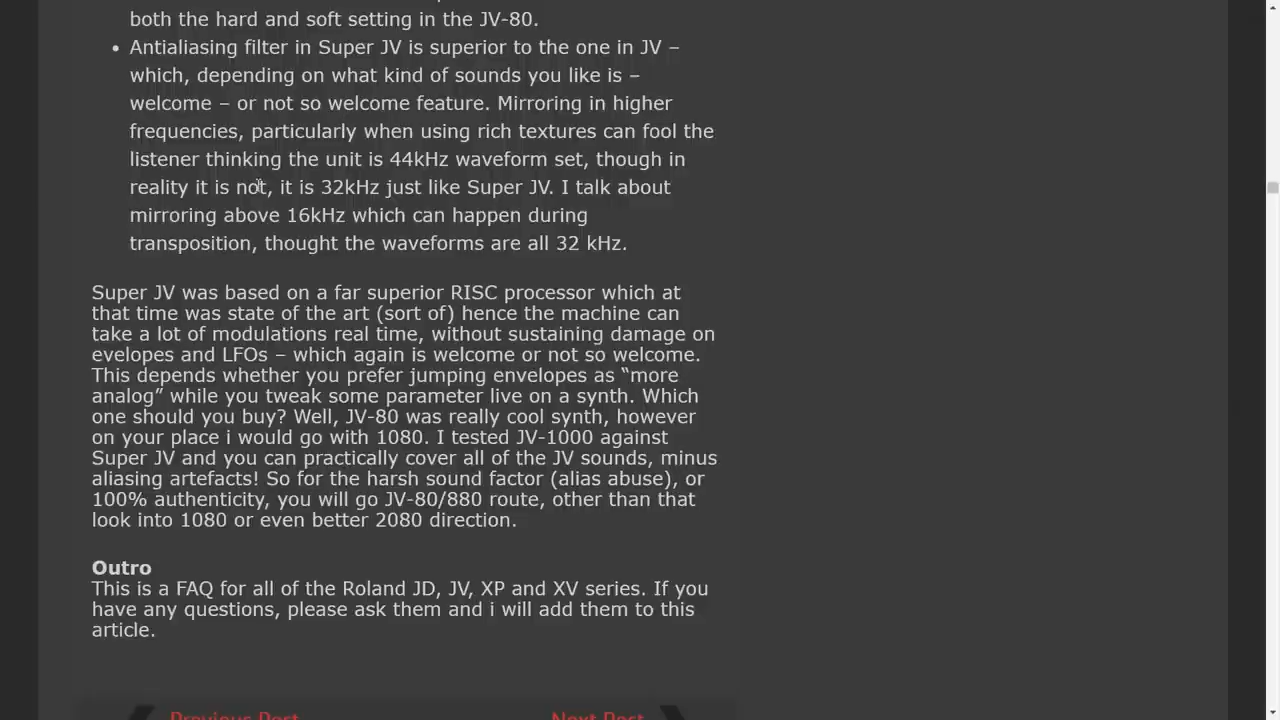 both the hard and soft setting in the JV-80.
• Antialiasing filter in Super JV is superior to the one in JV –
which, depending on what kind of sounds you like is –
welcome – or not so welcome feature. Mirroring in higher
frequencies, particularly when using rich textures can fool the
listener thinking the unit is 44kHz waveform set, though in
reality it is not, it is 32kHz just like Super JV. I talk about
mirroring above 16kHz which can happen during
transposition, thought the waveforms are all 32 kHz.
Super JV was based on a far superior RISC processor which at
that time was state of the art (sort of) hence the machine can
take a lot of modulations real time, without sustaining damage on
evelopes and LFOs – which again is welcome or not so welcome.
This depends whether you prefer jumping envelopes as “more
analog” while you tweak some parameter live on a synth. Which
one should you buy? Well, JV-80 was really cool synth, however
on your place i would go with 1080. I tested JV-1000 against
Super JV and you can practically cover all of the JV sounds, minus
aliasing artefacts! So for the harsh sound factor (alias abuse), or
100% authenticity, you will go JV-80/880 route, other than that
look into 1080 or even better 2080 direction.
Outro
This is a FAQ for all of the Roland JD, JV, XP and XV series. If you
have any questions, please ask them and i will add them to this
article.
Previous Post Next Post